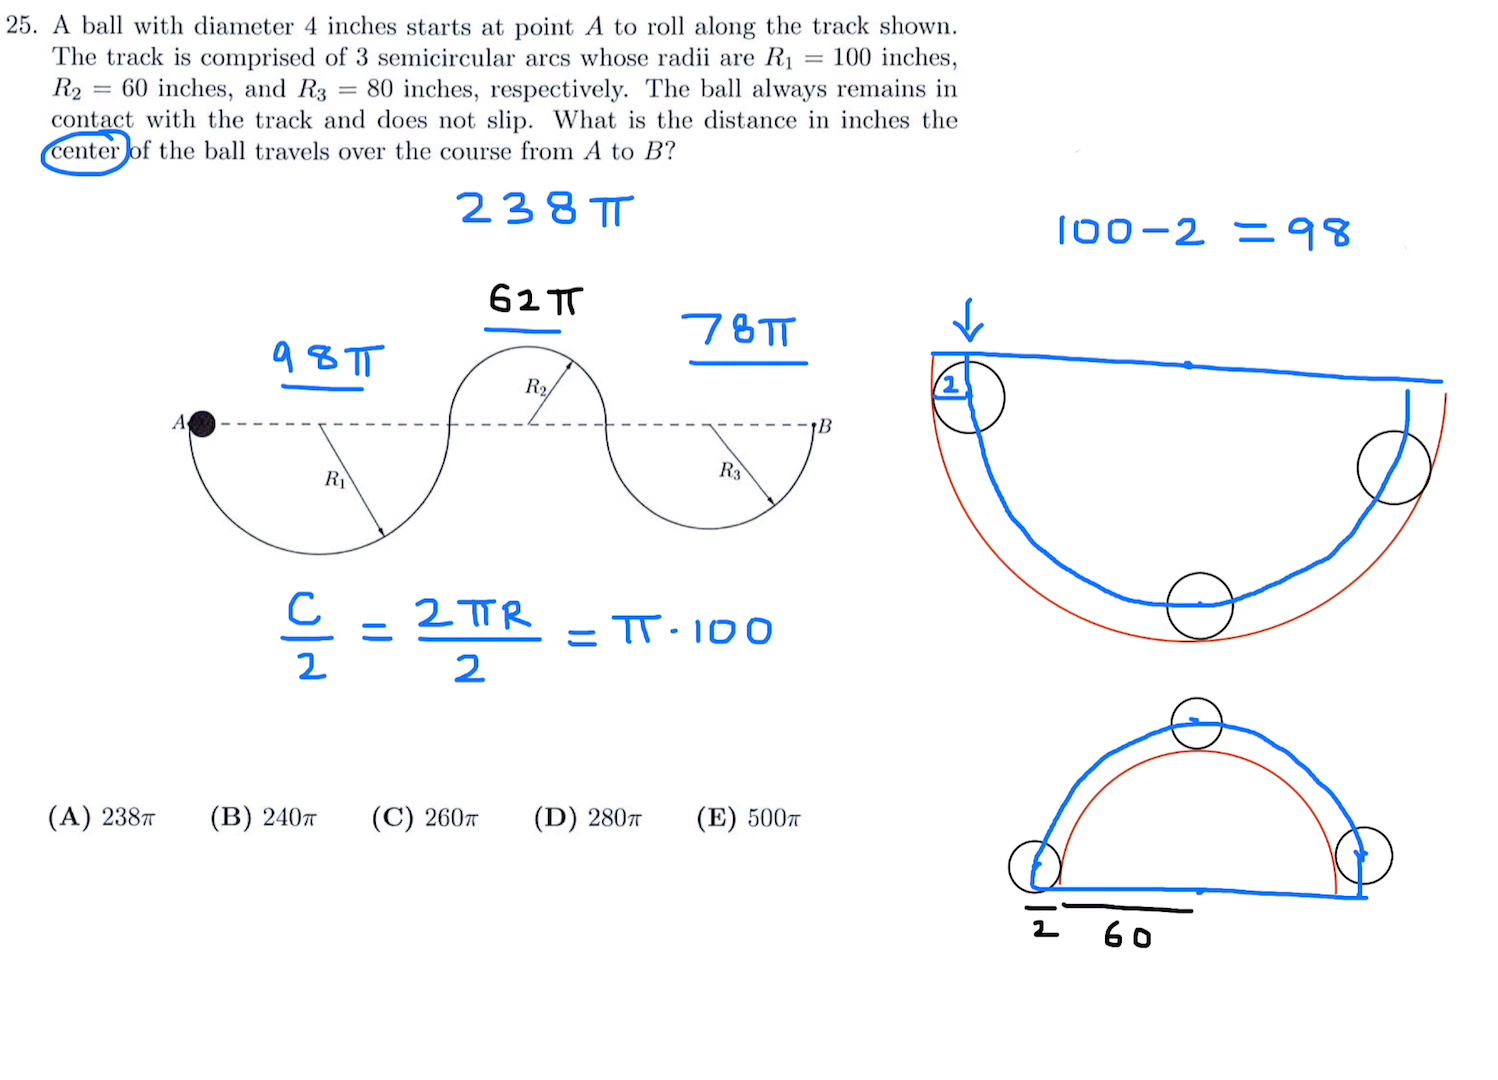 25. A ball with diameter 4 inches starts at point A to roll along the track shown.
The track is comprised of 3 semicircular arcs whose radii are R₁ = 100 inches,
R₂ = 60 inches, and R₃ = 80 inches, respectively. The ball always remains in
contact with the track and does not slip. What is the distance in inches the
center of the ball travels over the course from A to B?
238π
100-2 = 98
62π
78π
98π
2
R₂
A
B
R₁
R₃
C/2 = 2πR/2 = π·100
(A) 238π (B) 240π (C) 260π (D) 280π (E) 500π
2 60